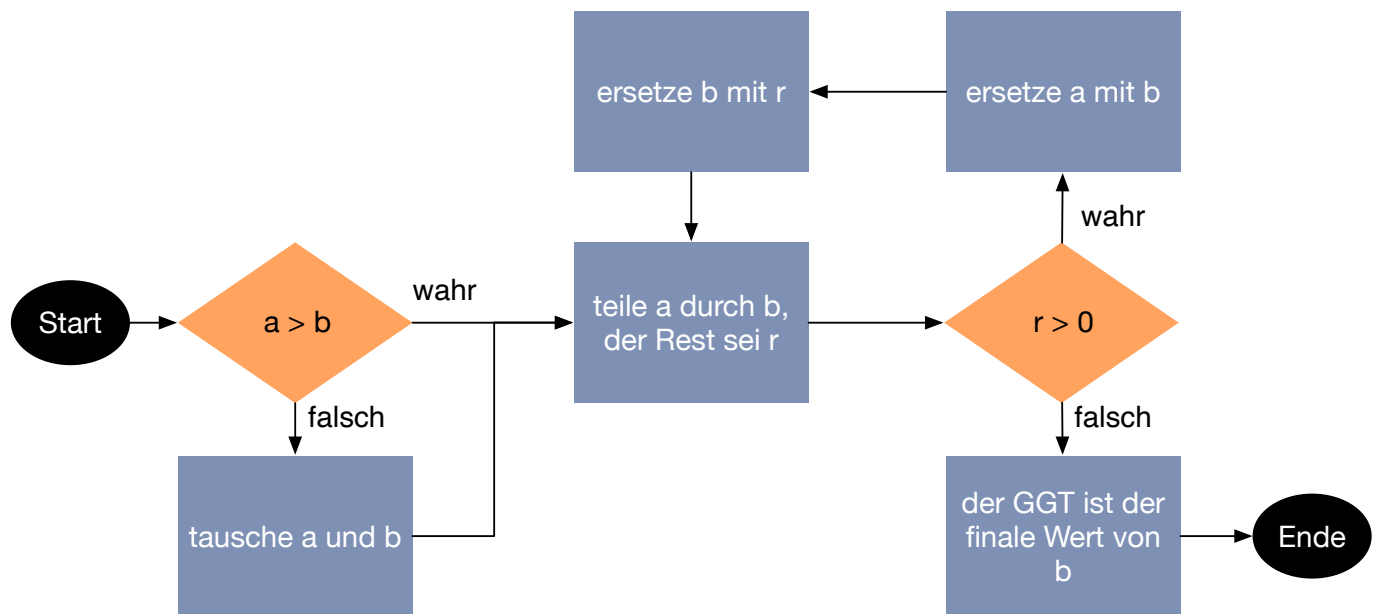 Start
a > b
wahr
falsch
tausche a und b
teile a durch b,
der Rest sei r
r > 0
wahr
ersetze a mit b
ersetze b mit r
falsch
der GGT ist der
finale Wert von
b
Ende